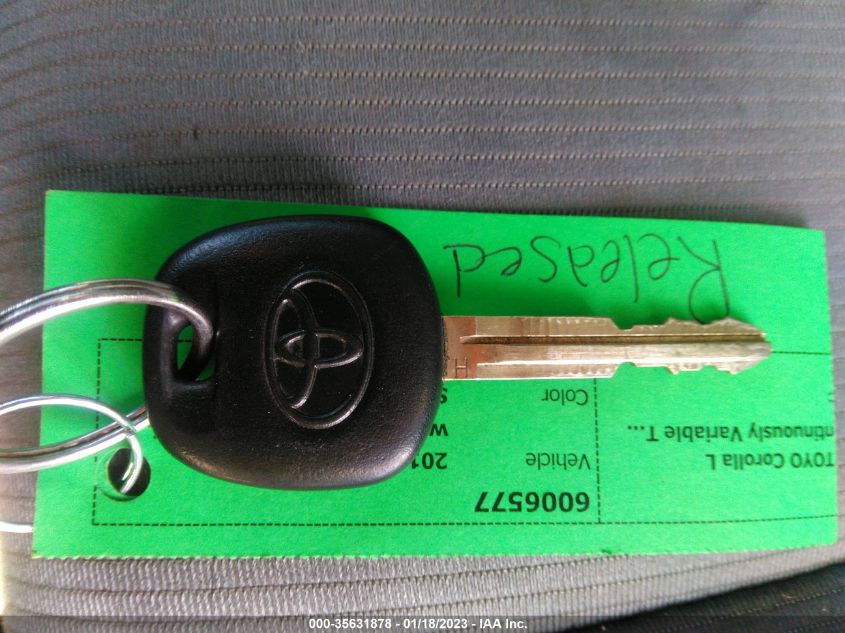 6006577
TOYO Corolla L
Vehicle 201
ntinuously Variable T...
W
Color S
Released
H
000-35631878 - 01/18/2023 - IAA Inc.